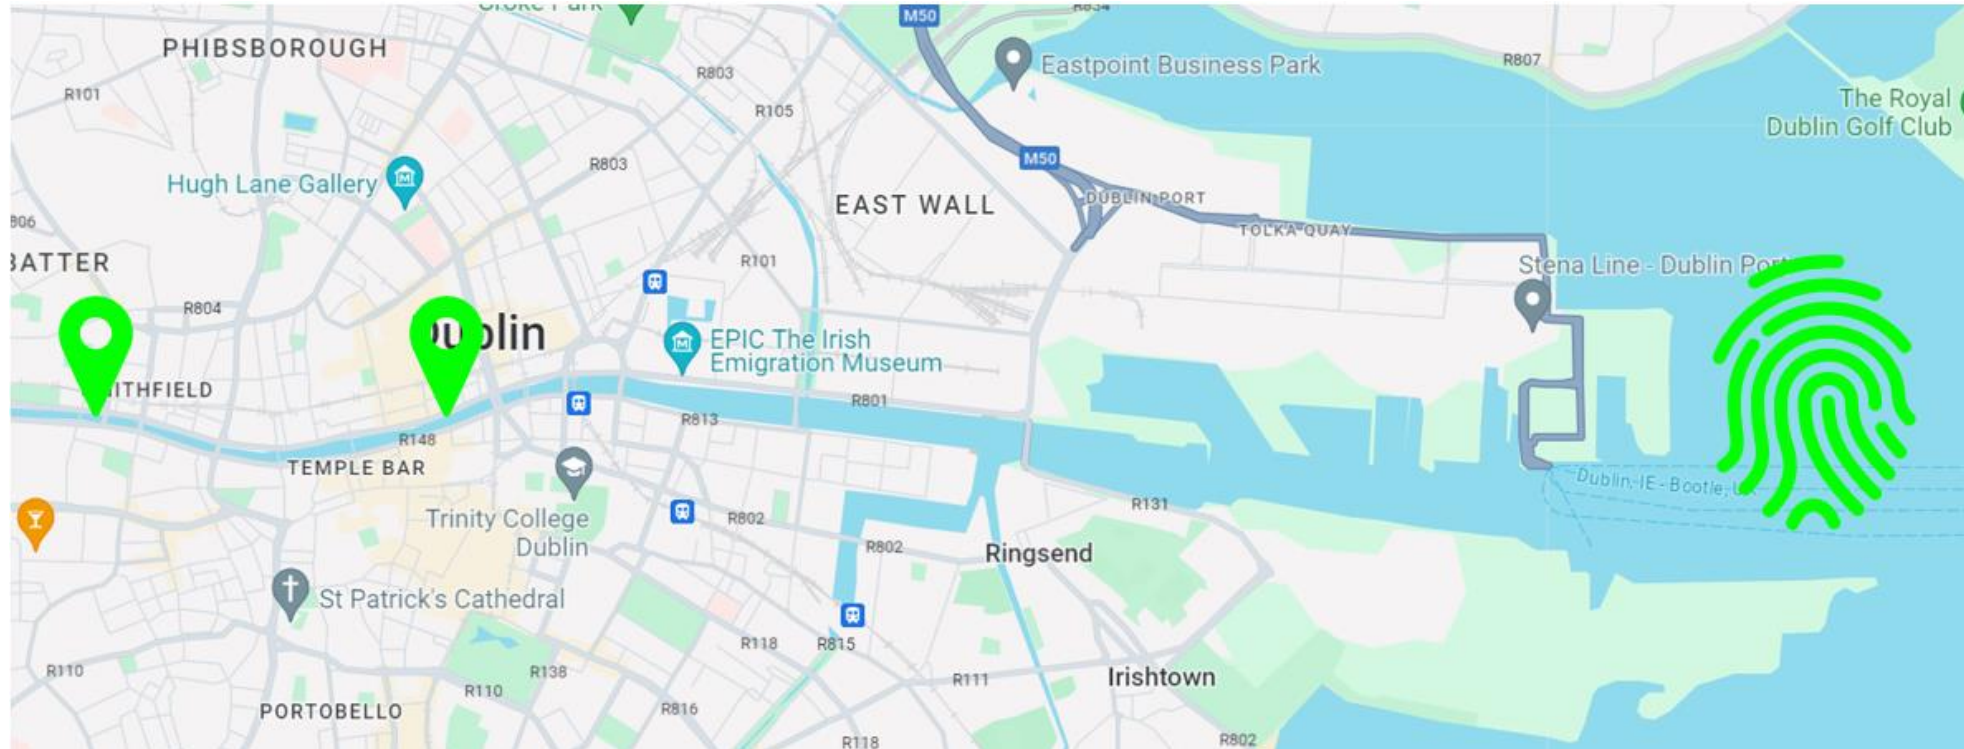 M50
R834
PHIBSBOROUGH
R807
Eastpoint Business Park
R803
R101
The Royal
Dublin Golf Club
R105
M50
R803
Hugh Lane Gallery
DUBLIN PORT
EAST WALL
TOLKA QUAY
R101
Stena Line - Dublin Port
R804
Dublin
EPIC The Irish
Emigration Museum
R801
R813
R148
TEMPLE BAR
Dublin, IE - Bootle, UK
R131
Trinity College
Dublin
R802
R802
Ringsend
St Patrick's Cathedral
R118
R815
R110
R138
R111
Irishtown
R110
PORTOBELLO
R816
R118
R802